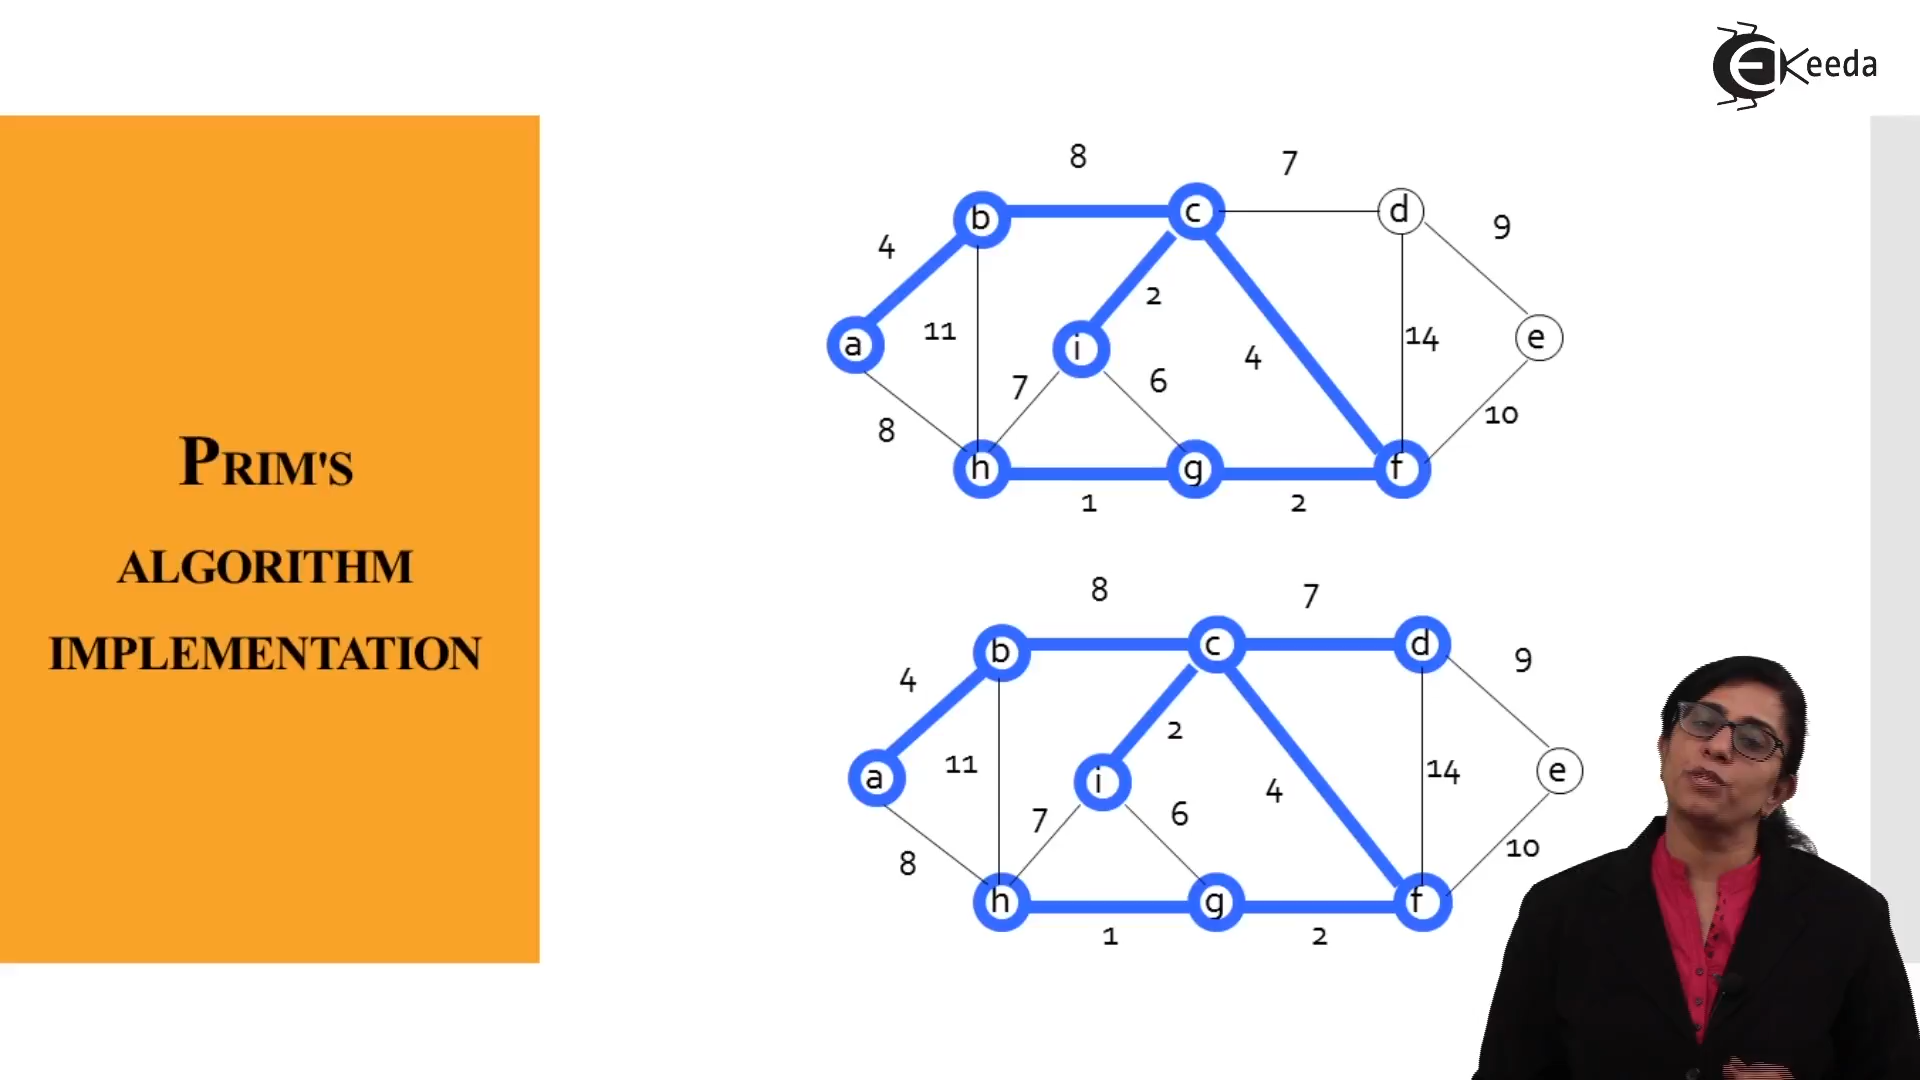 Keeda
PRIM'S
ALGORITHM
IMPLEMENTATION
8 7
b c d
4 9
11 2
a i 14 e
7 6 4
8 10
h g f
1 2
8 7
b c d
4 9
11 2
a i 14 e
7 6 4
8 10
h g f
1 2